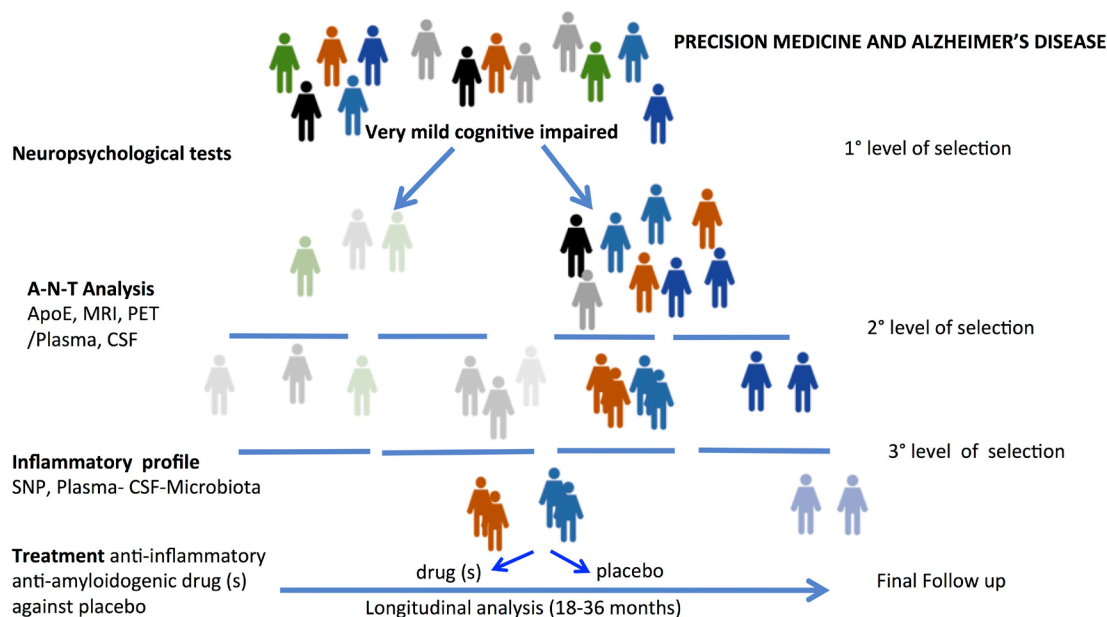 PRECISION MEDICINE AND ALZHEIMER'S DISEASE
Very mild cognitive impaired
Neuropsychological tests
1° level of selection
A-N-T Analysis
ApoE, MRI, PET
/Plasma, CSF
2° level of selection
Inflammatory profile
SNP, Plasma- CSF-Microbiota
3° level of selection
Treatment anti-inflammatory
anti-amyloidogenic drug (s)
against placebo
drug (s)
placebo
Longitudinal analysis (18-36 months)
Final Follow up